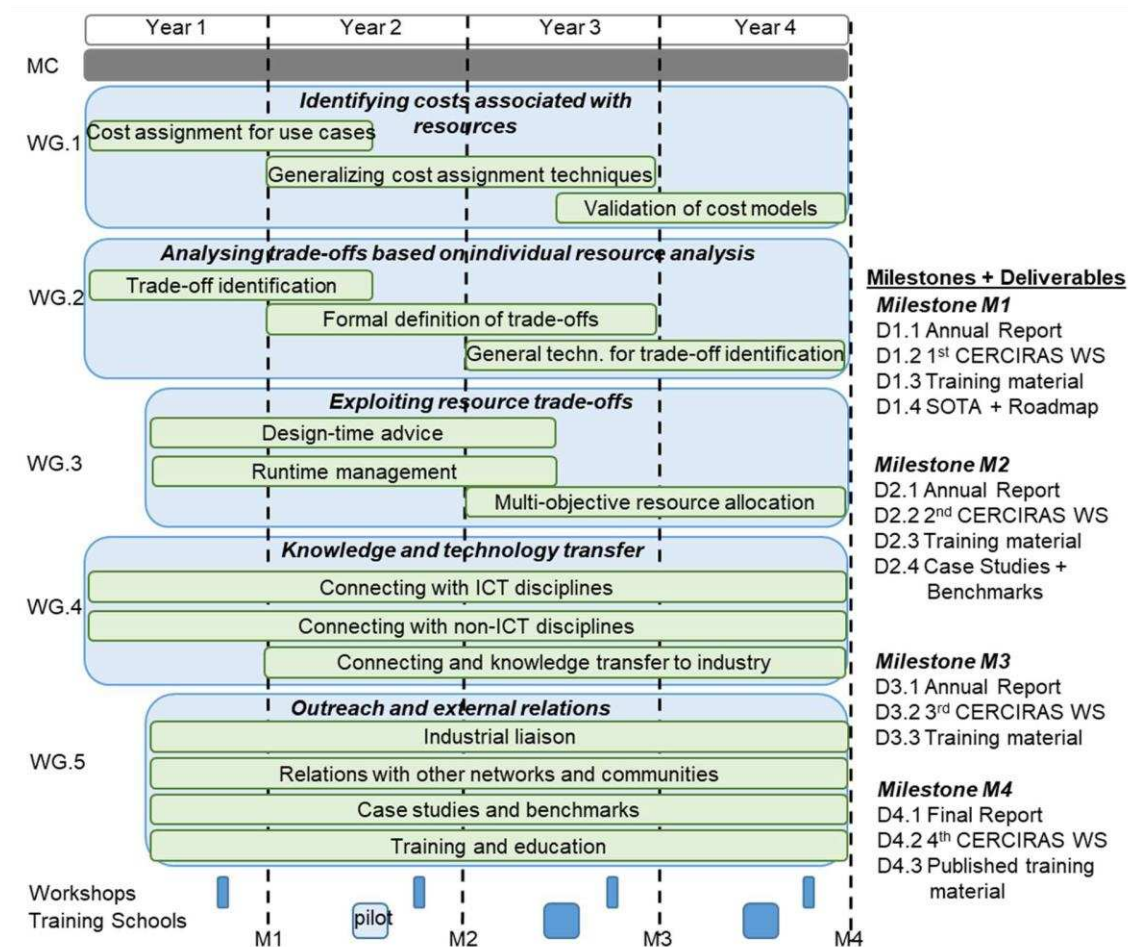 Year 1 Year 2 Year 3 Year 4
MC
Identifying costs associated with
resources
WG.1
Cost assignment for use cases
Generalizing cost assignment techniques
Validation of cost models
Analysing trade-offs based on individual resource analysis
WG.2
Trade-off identification
Formal definition of trade-offs
General techn. for trade-off identification
Exploiting resource trade-offs
WG.3
Design-time advice
Runtime management
Multi-objective resource allocation
Knowledge and technology transfer
WG.4
Connecting with ICT disciplines
Connecting with non-ICT disciplines
Connecting and knowledge transfer to industry
Outreach and external relations
WG.5
Industrial liaison
Relations with other networks and communities
Case studies and benchmarks
Training and education
Workshops
Training Schools
pilot
M1 M2 M3 M4
Milestones + Deliverables
Milestone M1
D1.1 Annual Report
D1.2 1st CERCIRAS WS
D1.3 Training material
D1.4 SOTA + Roadmap
Milestone M2
D2.1 Annual Report
D2.2 2nd CERCIRAS WS
D2.3 Training material
D2.4 Case Studies +
Benchmarks
Milestone M3
D3.1 Annual Report
D3.2 3rd CERCIRAS WS
D3.3 Training material
Milestone M4
D4.1 Final Report
D4.2 4th CERCIRAS WS
D4.3 Published training
material